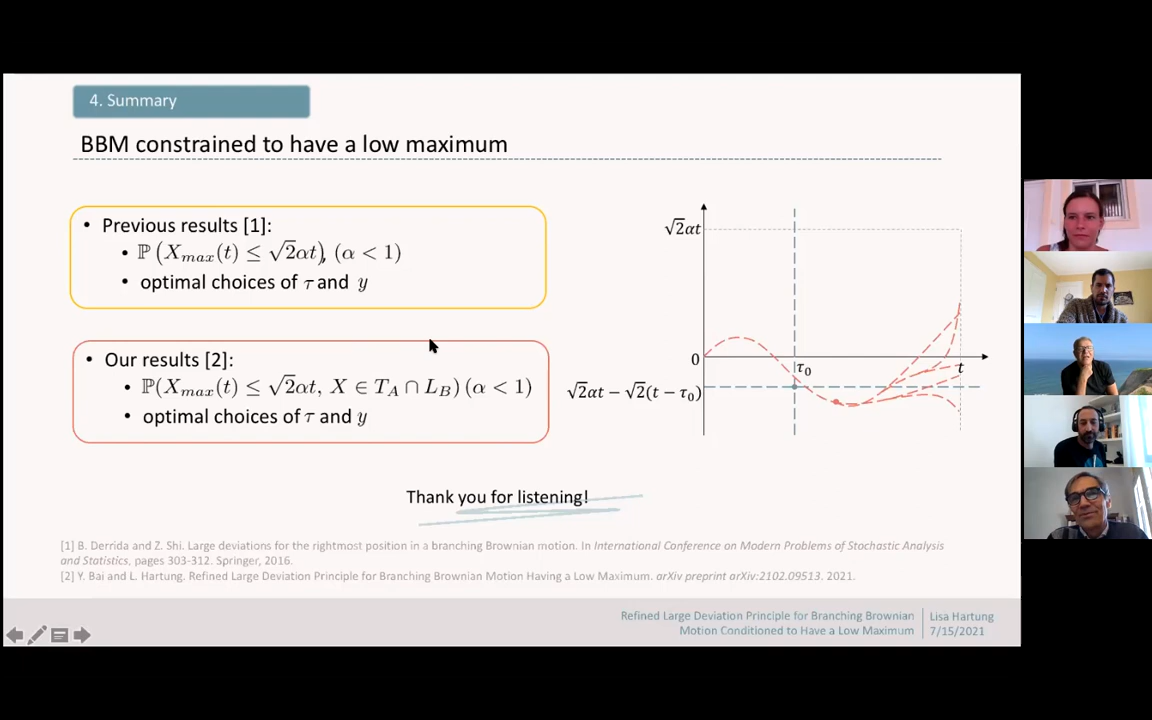 4. Summary
BBM constrained to have a low maximum
• Previous results [1]:
• ℙ (X_max(t) ≤ √2αt), (α < 1)
• optimal choices of τ and y
• Our results [2]:
• ℙ(X_max(t) ≤ √2αt, X ∈ T_A ∩ L_B) (α < 1)
• optimal choices of τ and y
√2αt
0
τ₀
t
√2αt − √2(t − τ₀)
Thank you for listening!
[1] B. Derrida and Z. Shi. Large deviations for the rightmost position in a branching Brownian motion. In International Conference on Modern Problems of Stochastic Analysis
and Statistics, pages 303-312. Springer, 2016.
[2] Y. Bai and L. Hartung. Refined Large Deviation Principle for Branching Brownian Motion Having a Low Maximum. arXiv preprint arXiv:2102.09513. 2021.
Refined Large Deviation Principle for Branching Brownian
Motion Conditioned to Have a Low Maximum
Lisa Hartung
7/15/2021